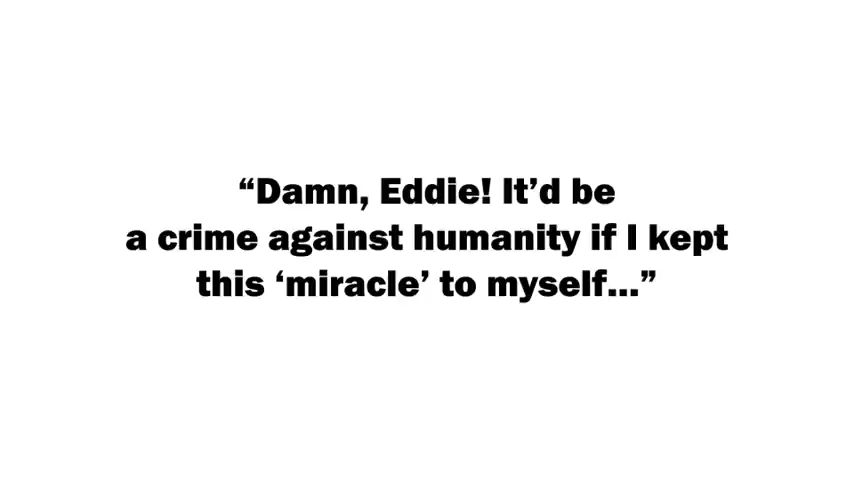 “Damn, Eddie! It’d be
a crime against humanity if I kept
this ‘miracle’ to myself...”